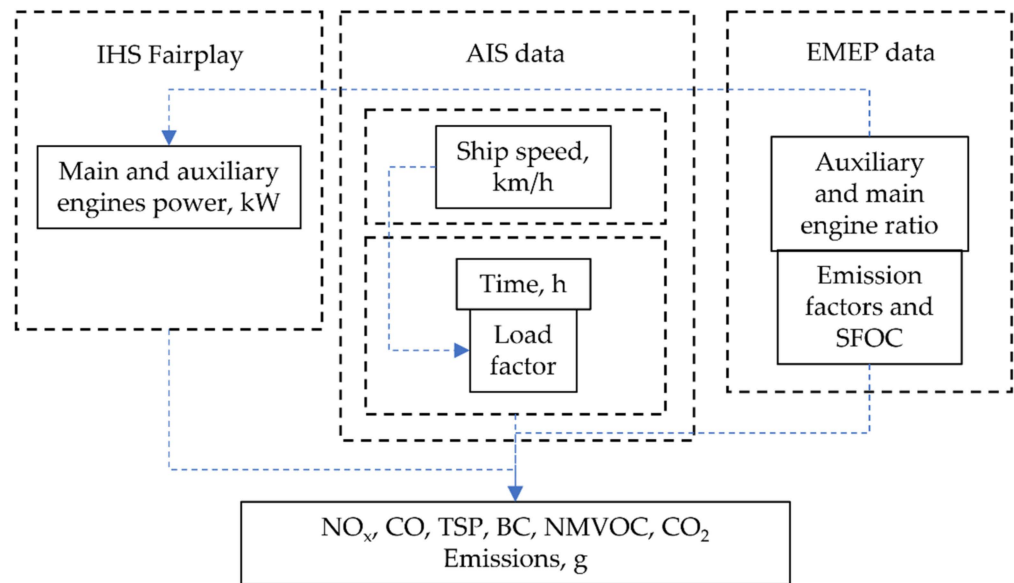 IHS Fairplay
Main and auxiliary
engines power, kW
AIS data
Ship speed,
km/h
Time, h
Load
factor
EMEP data
Auxiliary
and main
engine ratio
Emission
factors and
SFOC
NOₓ, CO, TSP, BC, NMVOC, CO₂
Emissions, g